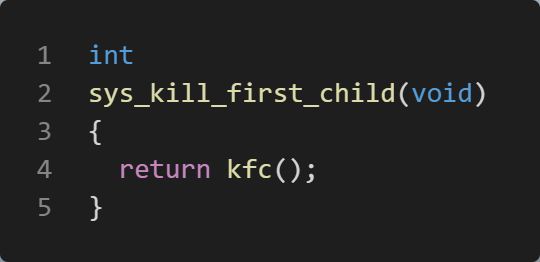 1 int
2 sys_kill_first_child(void)
3 {
4   return kfc();
5 }